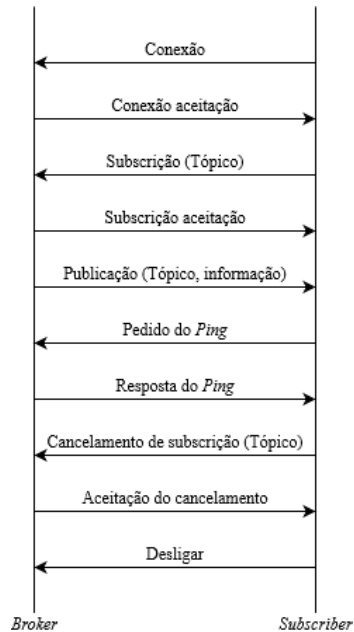 Conexão
Conexão aceitação
Subscrição (Tópico)
Subscrição aceitação
Publicação (Tópico, informação)
Pedido do Ping
Resposta do Ping
Cancelamento de subscrição (Tópico)
Aceitação do cancelamento
Desligar
Broker Subscriber